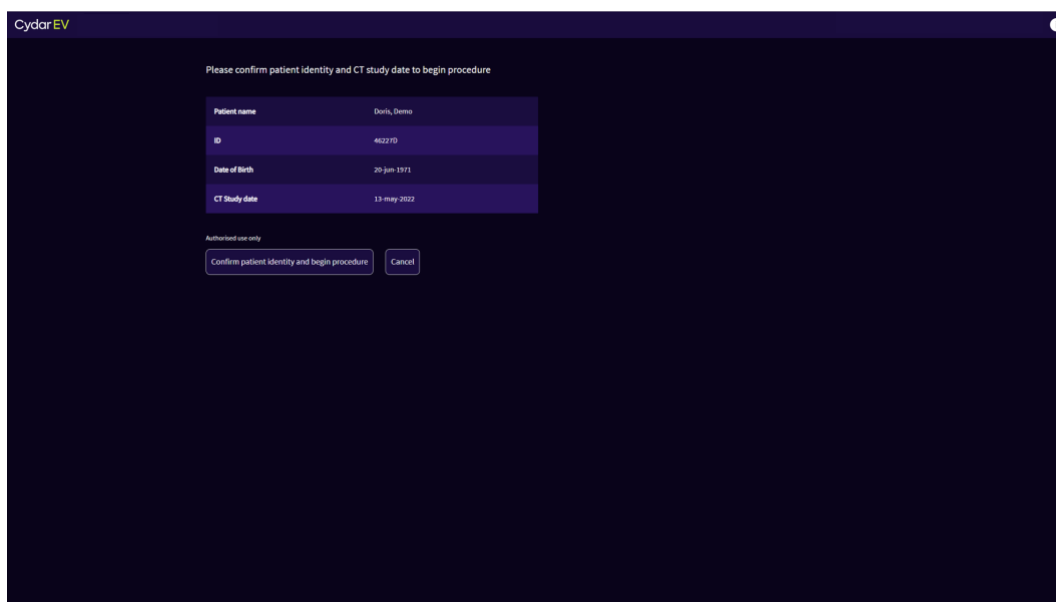 Cydar EV
Please confirm patient identity and CT study date to begin procedure
Patient name Doris, Demo
ID 46227D
Date of Birth 20-jun-1971
CT Study date 13-may-2022
Authorised use only
Confirm patient identity and begin procedure Cancel